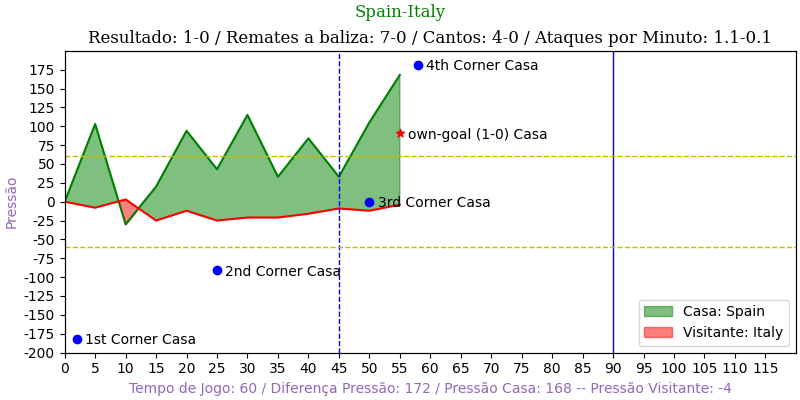 Spain-Italy
Resultado: 1-0 / Remates a baliza: 7-0 / Cantos: 4-0 / Ataques por Minuto: 1.1-0.1
Pressão
175
150
125
100
75
50
25
0
-25
-50
-75
-100
-125
-150
-175
-200
4th Corner Casa
own-goal (1-0) Casa
3rd Corner Casa
2nd Corner Casa
1st Corner Casa
Casa: Spain
Visitante: Italy
0 5 10 15 20 25 30 35 40 45 50 55 60 65 70 75 80 85 90 95 100 105 110 115
Tempo de Jogo: 60 / Diferença Pressão: 172 / Pressão Casa: 168 -- Pressão Visitante: -4